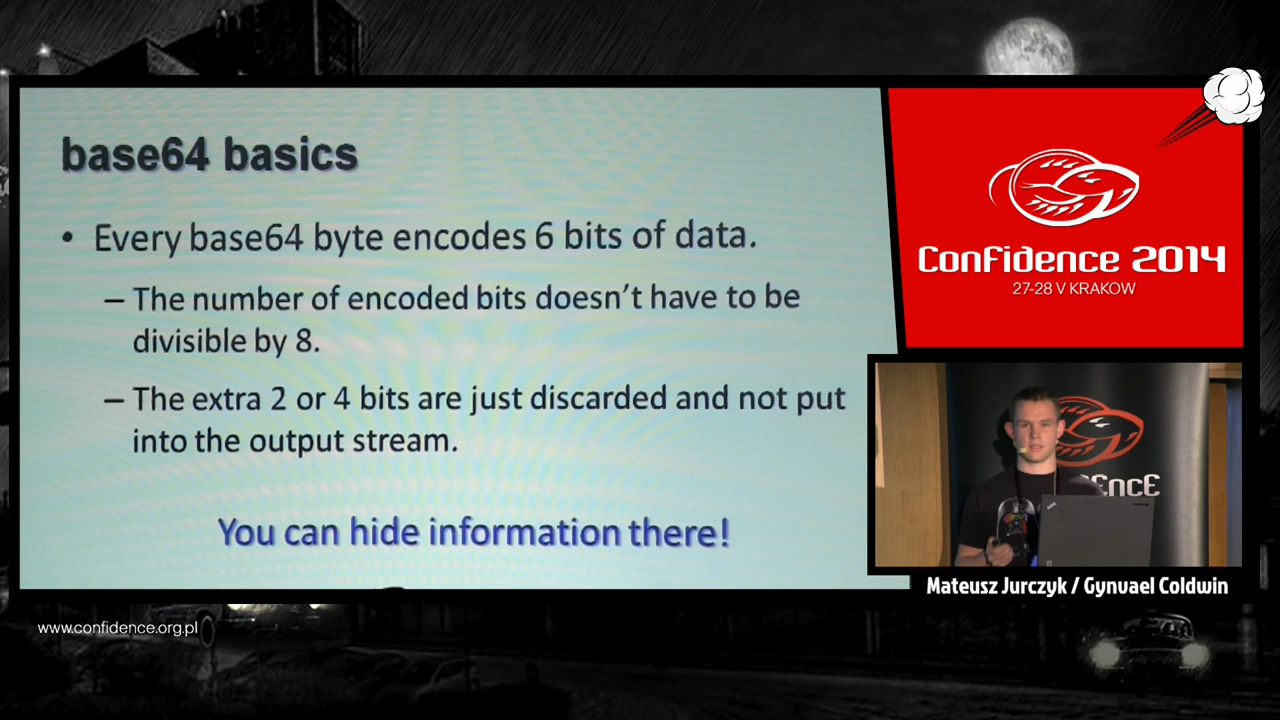 base64 basics
• Every base64 byte encodes 6 bits of data.
– The number of encoded bits doesn't have to be
divisible by 8.
– The extra 2 or 4 bits are just discarded and not put
into the output stream.
You can hide information there!
Confidence 2014
27-28 V KRAKOW
Mateusz Jurczyk / Gynvael Coldwin
www.confidence.org.pl